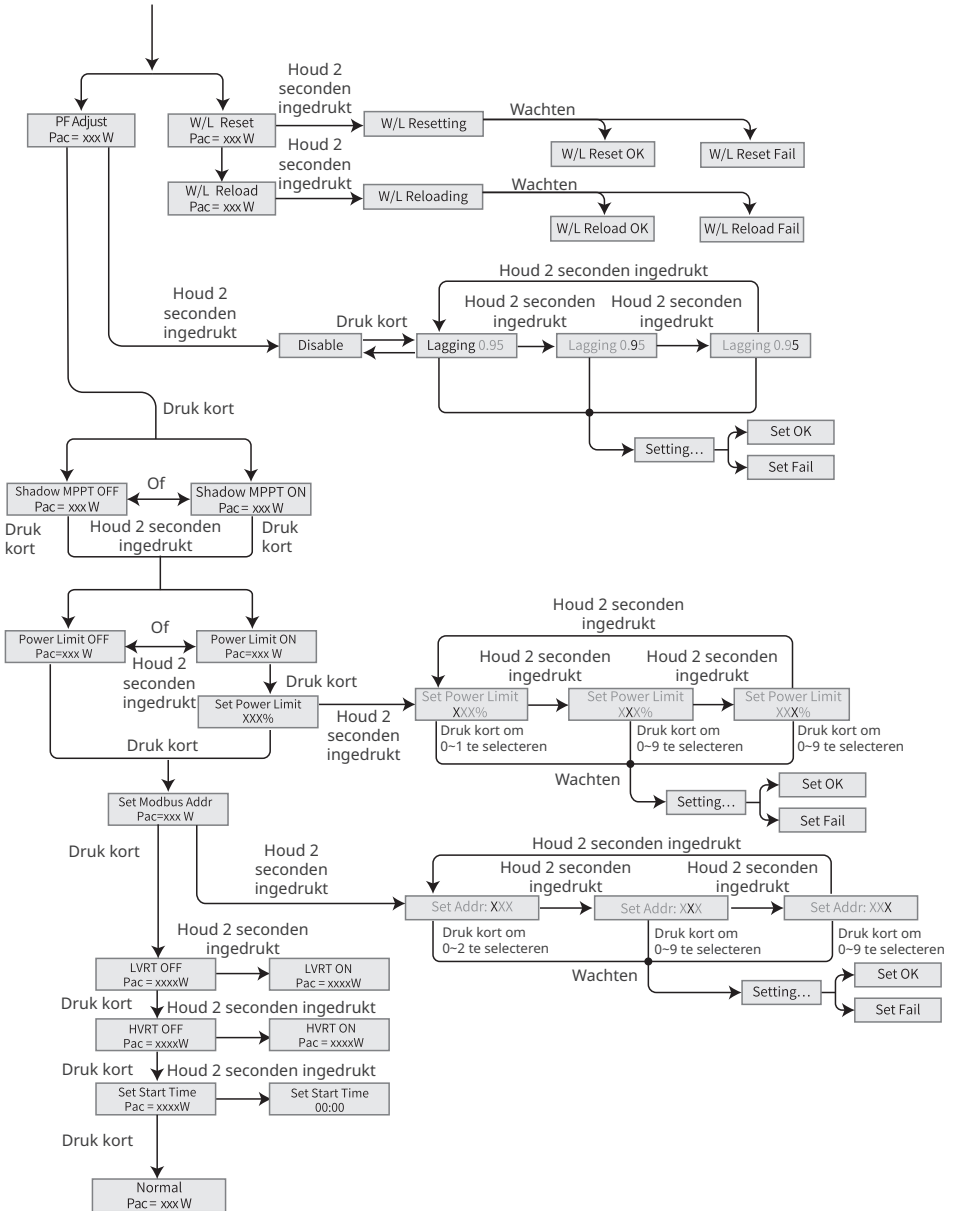 Houd 2
seconden
ingedrukt
Wachten
PF Adjust
Pac = xxx W
W/L Reset
Pac = xxx W
W/L Resetting
W/L Reset OK
W/L Reset Fail
Houd 2
seconden
ingedrukt
Wachten
W/L Reload
Pac = xxx W
W/L Reloading
W/L Reload OK
W/L Reload Fail
Houd 2 seconden ingedrukt
Houd 2
seconden
ingedrukt
Druk kort
Houd 2 seconden
ingedrukt
Houd 2 seconden
ingedrukt
Disable
Lagging 0.95
Lagging 0.95
Lagging 0.95
Druk kort
Setting...
Set OK
Set Fail
Shadow MPPT OFF
Pac = xxx W
Of
Shadow MPPT ON
Pac = xxx W
Druk
kort
Houd 2 seconden
ingedrukt
Druk
kort
Houd 2 seconden
ingedrukt
Power Limit OFF
Pac=xxx W
Of
Power Limit ON
Pac=xxx W
Houd 2
seconden
ingedrukt
Druk kort
Set Power Limit
XXX%
Houd 2
seconden
ingedrukt
Houd 2 seconden
ingedrukt
Houd 2 seconden
ingedrukt
Set Power Limit
XXX%
Set Power Limit
XXX%
Set Power Limit
XXX%
Druk kort om
0~1 te selecteren
Druk kort om
0~9 te selecteren
Druk kort om
0~9 te selecteren
Druk kort
Wachten
Setting...
Set OK
Set Fail
Set Modbus Addr
Pac=xxx W
Druk kort
Houd 2
seconden
ingedrukt
Houd 2 seconden ingedrukt
Houd 2 seconden
ingedrukt
Houd 2 seconden
ingedrukt
Set Addr: XXX
Set Addr: XXX
Set Addr: XXX
Druk kort om
0~2 te selecteren
Druk kort om
0~9 te selecteren
Druk kort om
0~9 te selecteren
Wachten
Setting...
Set OK
Set Fail
Houd 2 seconden
ingedrukt
LVRT OFF
Pac = xxxxW
LVRT ON
Pac = xxxxW
Druk kort
Houd 2 seconden ingedrukt
HVRT OFF
Pac = xxxxW
HVRT ON
Pac = xxxxW
Druk kort
Houd 2 seconden ingedrukt
Set Start Time
Pac = xxxxW
Set Start Time
00:00
Druk kort
Normal
Pac = xxx W